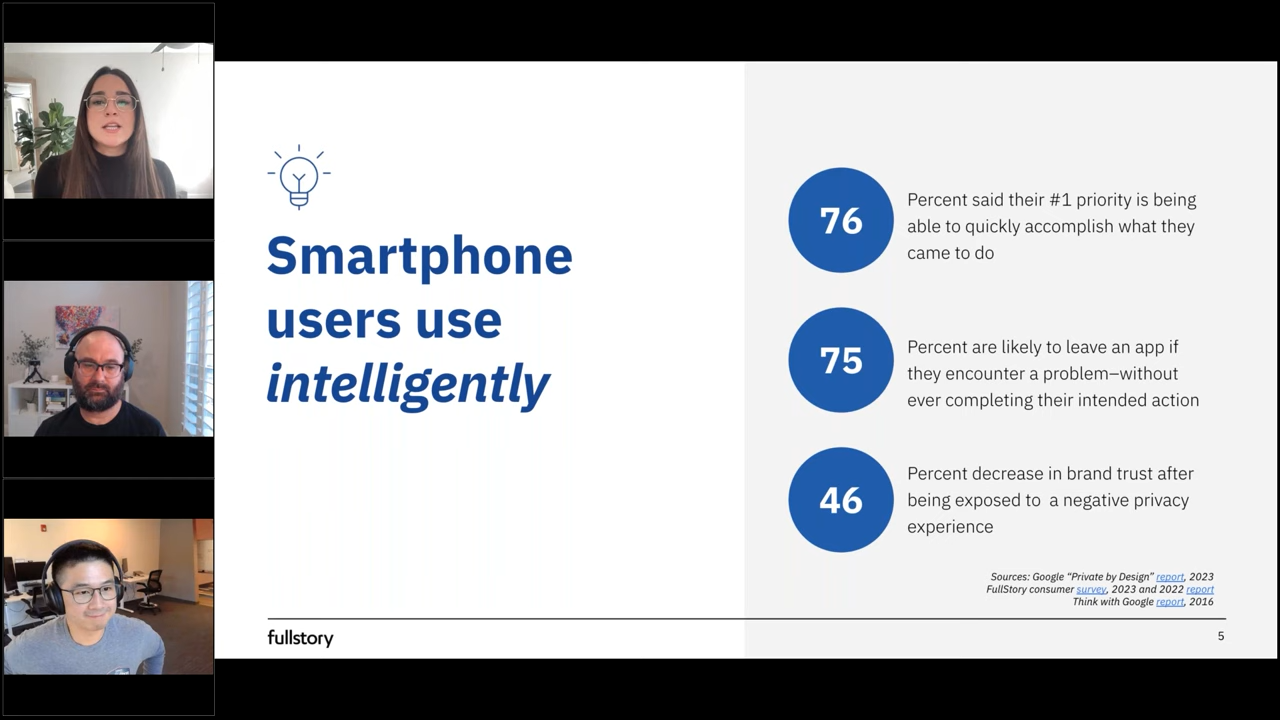 Smartphone
users use
intelligently
76
Percent said their #1 priority is being
able to quickly accomplish what they
came to do
75
Percent are likely to leave an app if
they encounter a problem–without
ever completing their intended action
46
Percent decrease in brand trust after
being exposed to  a negative privacy
experience
Sources: Google “Private by Design” report, 2023
FullStory consumer survey, 2023 and 2022 report
Think with Google report, 2016
fullstory
5